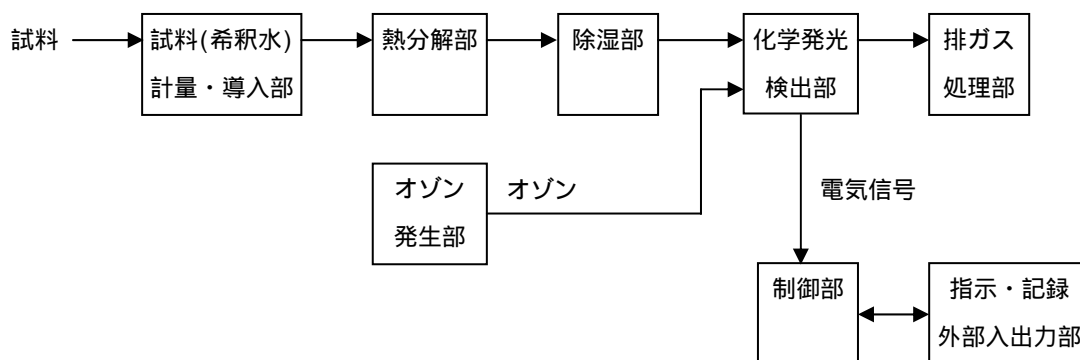 試料
試料(希釈水)
計量・導入部
熱分解部
除湿部
化学発光
検出部
排ガス
処理部
オゾン
発生部
オゾン
電気信号
制御部
指示・記録
外部入出力部